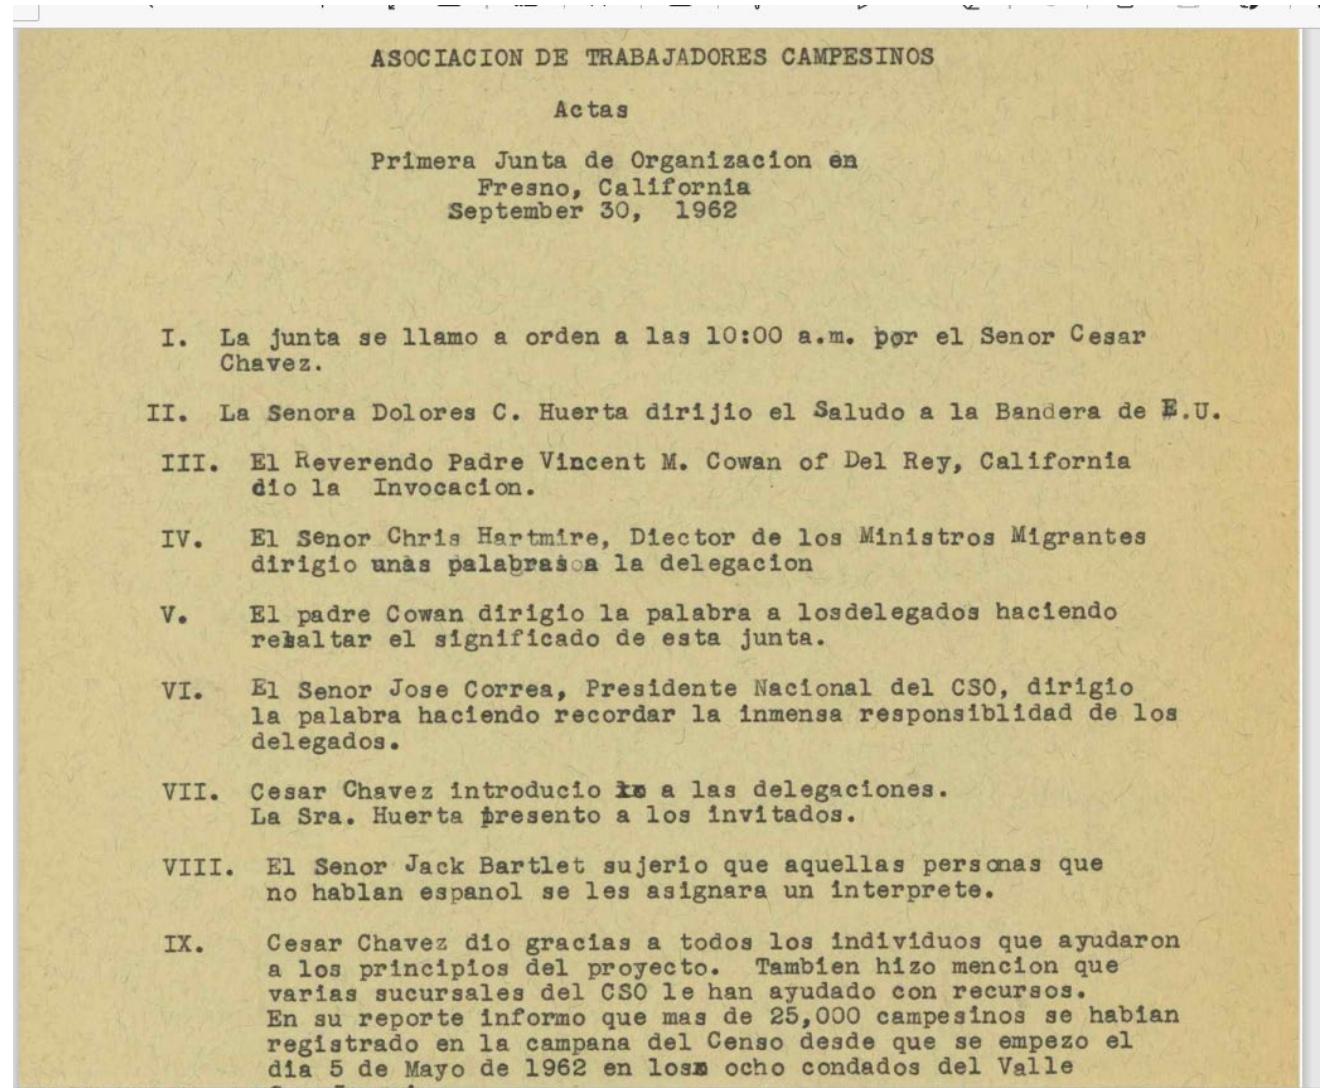 ASOCIACION DE TRABAJADORES CAMPESINOS
Actas
Primera Junta de Organizacion en
Fresno, California
September 30, 1962
I. La junta se llamo a orden a las 10:00 a.m. por el Senor Cesar
Chavez.
II. La Senora Dolores C. Huerta dirijio el Saludo a la Bandera de E.U.
III. El Reverendo Padre Vincent M. Cowan of Del Rey, California
dio la Invocacion.
IV. El Senor Chris Hartmire, Diector de los Ministros Migrantes
dirigio unas palabras a la delegacion
V. El padre Cowan dirigio la palabra a losdelegados haciendo
resaltar el significado de esta junta.
VI. El Senor Jose Correa, Presidente Nacional del CSO, dirigio
la palabra haciendo recordar la inmensa responsiblidad de los
delegados.
VII. Cesar Chavez introducio a las delegaciones.
La Sra. Huerta presento a los invitados.
VIII. El Senor Jack Bartlet sujerio que aquellas personas que
no hablan espanol se les asignara un interprete.
IX. Cesar Chavez dio gracias a todos los individuos que ayudaron
a los principios del proyecto. Tambien hizo mencion que
varias sucursales del CSO le han ayudado con recursos.
En su reporte informo que mas de 25,000 campesinos se habian
registrado en la campana del Censo desde que se empezo el
dia 5 de Mayo de 1962 en los ocho condados del Valle